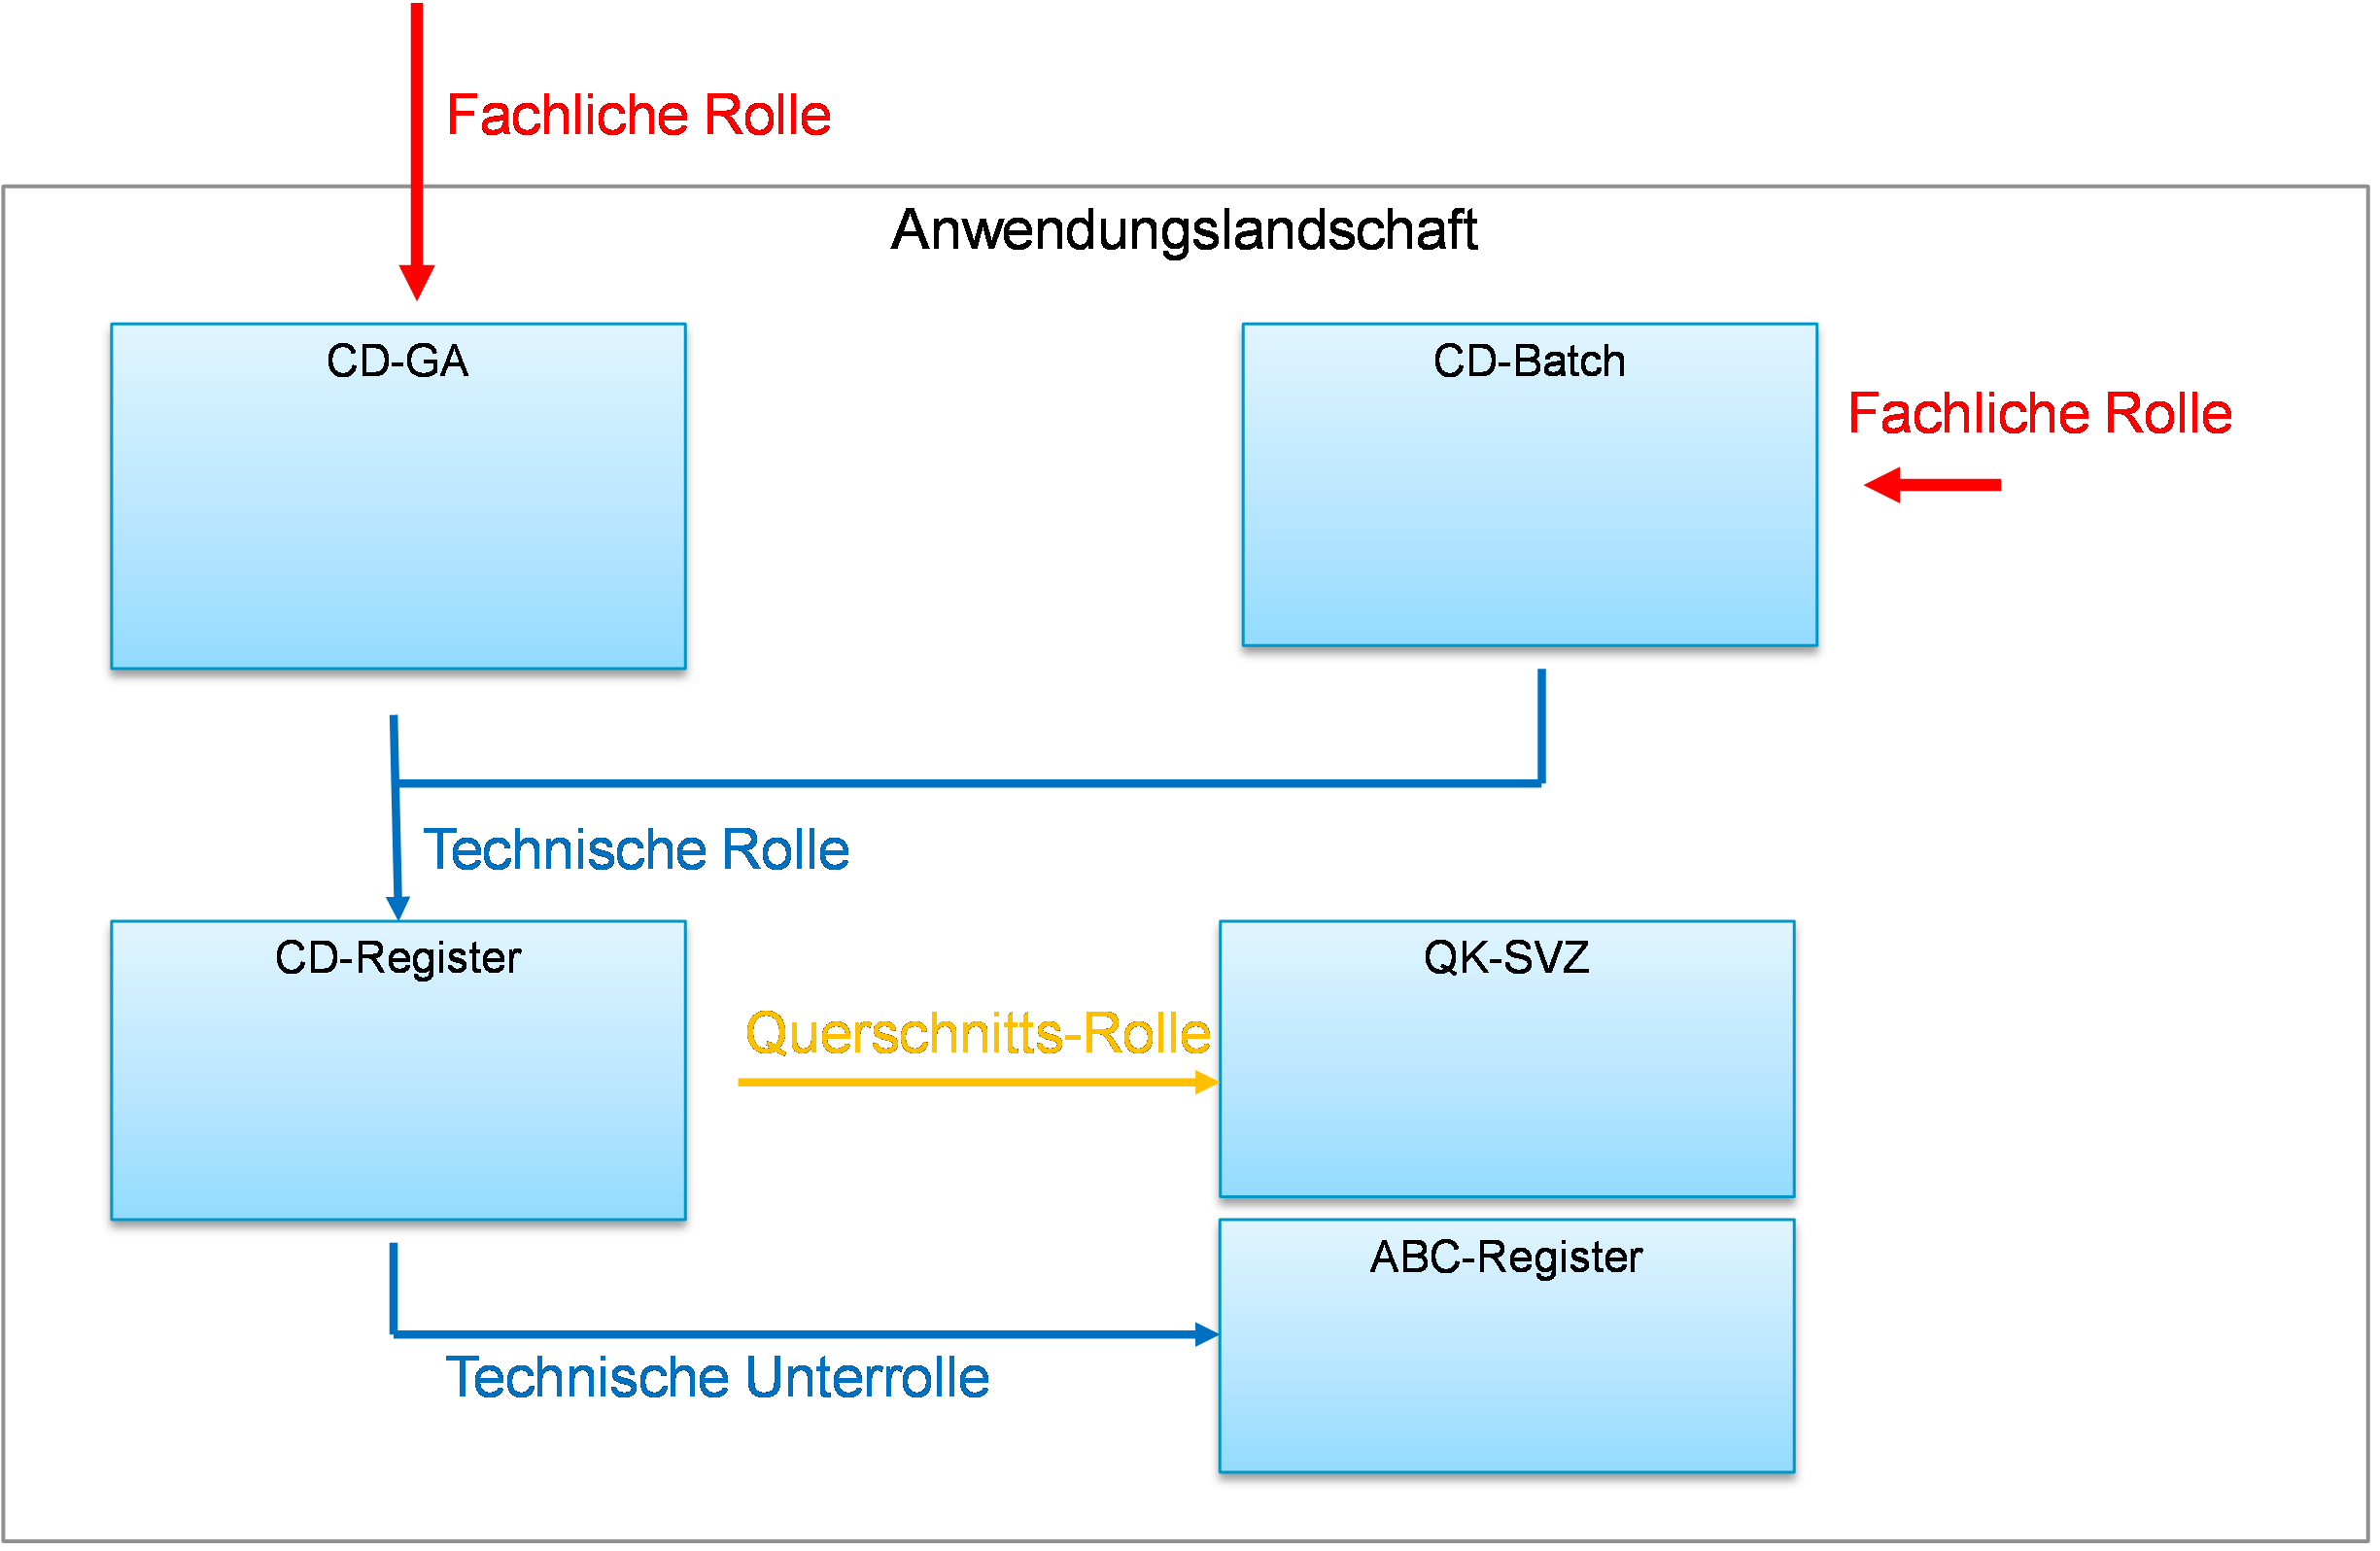 Fachliche Rolle
Anwendungslandschaft
CD-GA
CD-Batch
Fachliche Rolle
Technische Rolle
CD-Register
QK-SVZ
Querschnitts-Rolle
ABC-Register
Technische Unterrolle